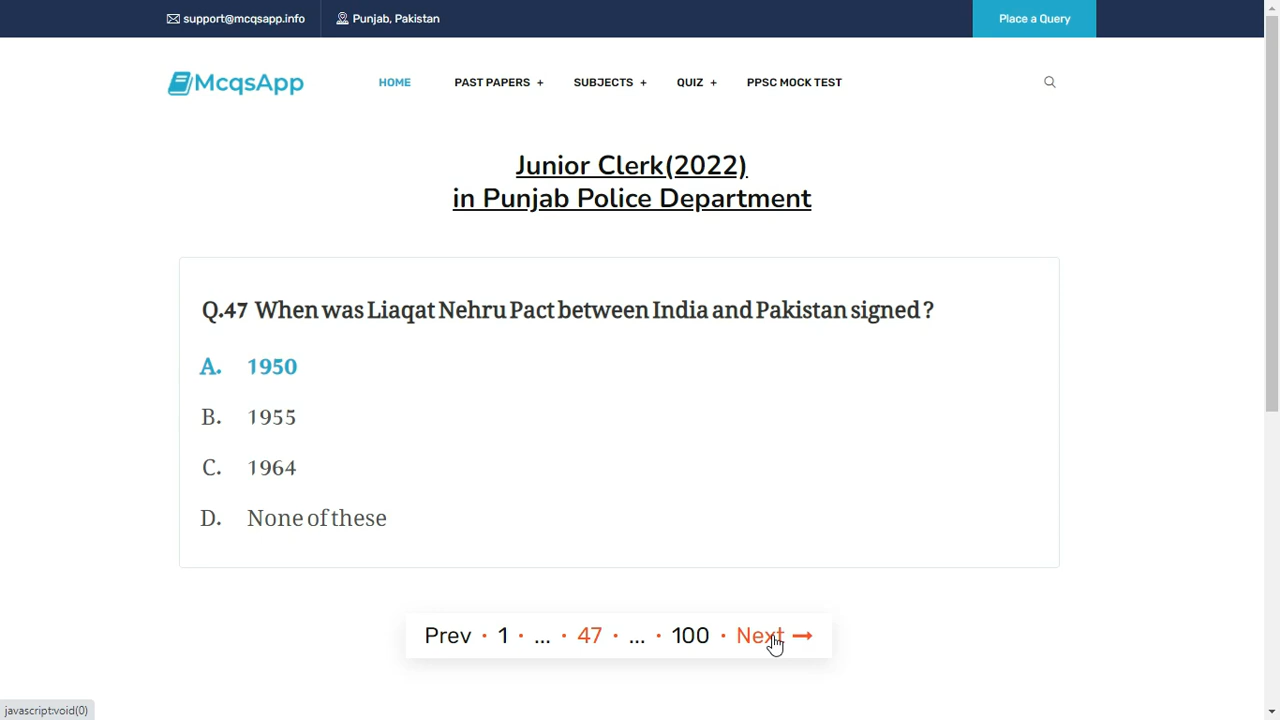 support@mcqsapp.info
Punjab, Pakistan
Place a Query
McqsApp
HOME
PAST PAPERS +
SUBJECTS +
QUIZ +
PPSC MOCK TEST
Junior Clerk(2022)
in Punjab Police Department
Q.47 When was Liaqat Nehru Pact between India and Pakistan signed ?
A. 1950
B. 1955
C. 1964
D. None of these
Prev · 1 · ... · 47 · ... · 100 · Next →
javascript:void(0)